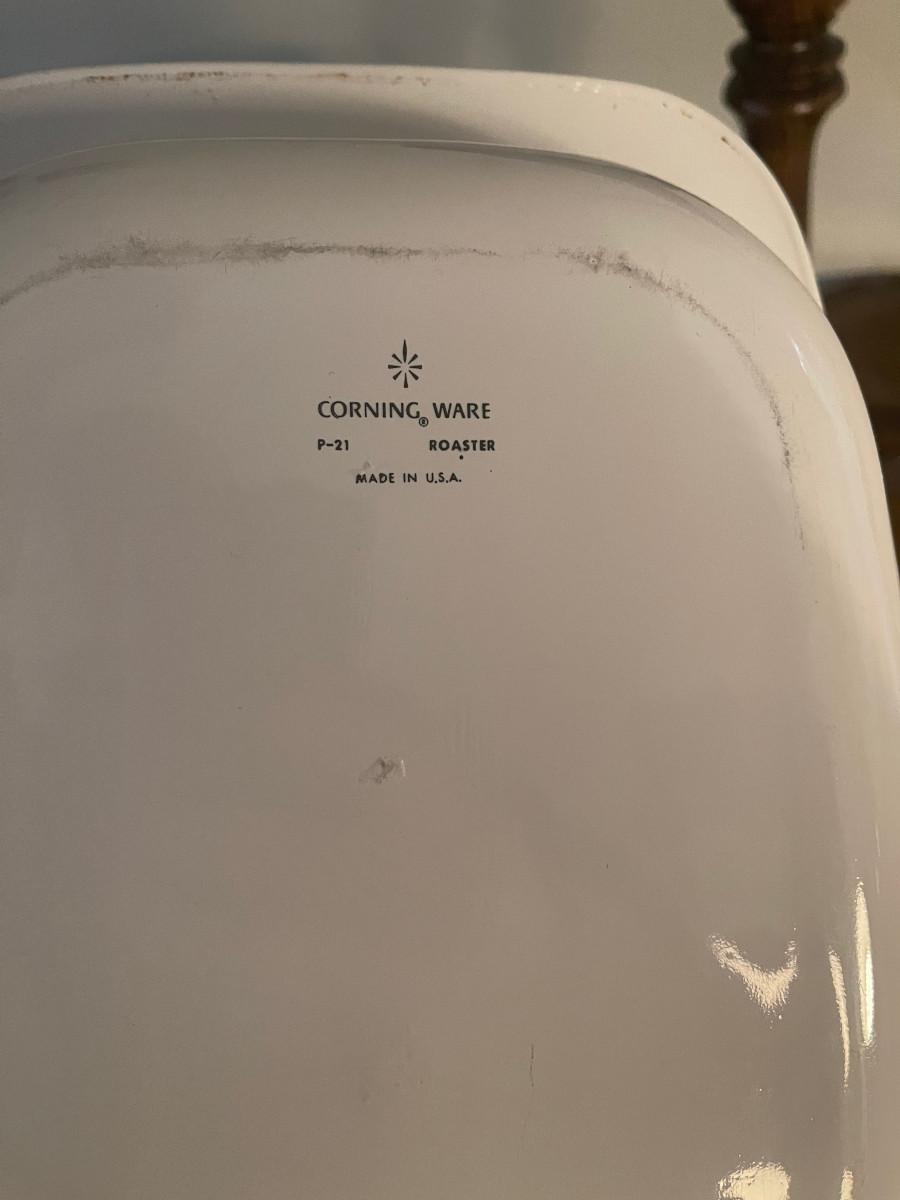 CORNING® WARE
P-21 ROASTER
MADE IN U.S.A.